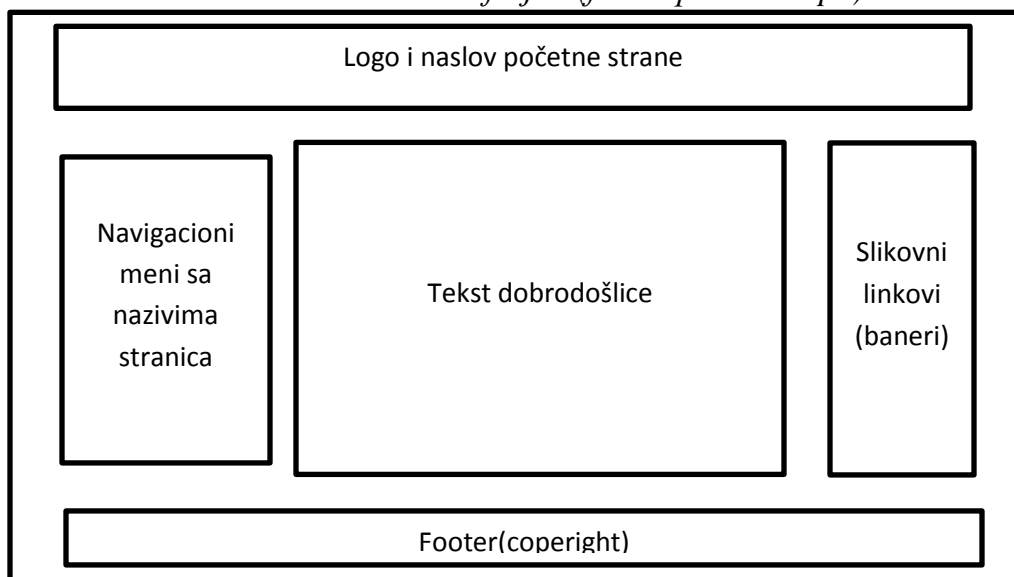 Logo i naslov početne strane
Navigacioni
meni sa
nazivima
stranica
Tekst dobrodošlice
Slikovni
linkovi
(baneri)
Footer(coperight)